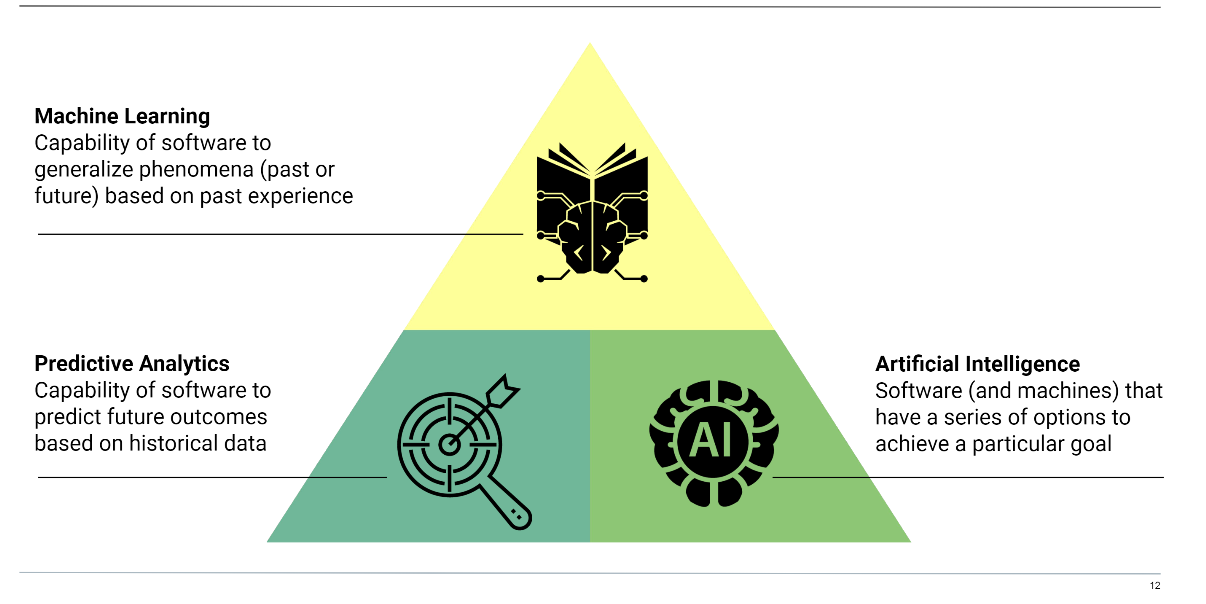 Machine Learning
Capability of software to
generalize phenomena (past or
future) based on past experience
Predictive Analytics
Capability of software to
predict future outcomes
based on historical data
AI
Artificial Intelligence
Software (and machines) that
have a series of options to
achieve a particular goal
12